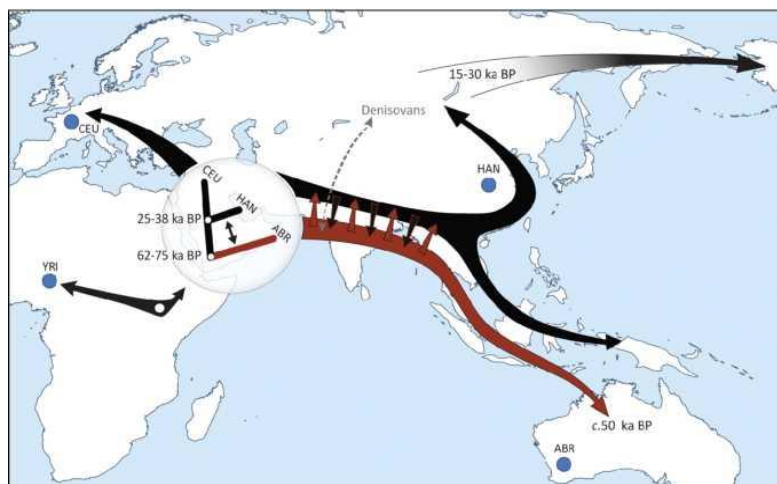 15-30 ka BP
Denisovans
CEU
HAN
CEU
HAN
25-38 ka BP
ABR
62-75 ka BP
YRI
c.50 ka BP
ABR